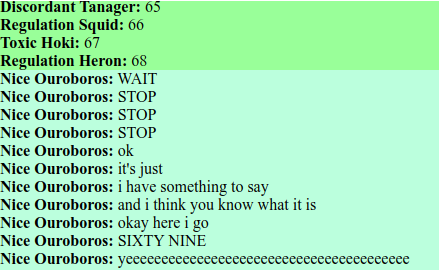 Discordant Tanager: 65
Regulation Squid: 66
Toxic Hoki: 67
Regulation Heron: 68
Nice Ouroboros: WAIT
Nice Ouroboros: STOP
Nice Ouroboros: STOP
Nice Ouroboros: STOP
Nice Ouroboros: ok
Nice Ouroboros: it's just
Nice Ouroboros: i have something to say
Nice Ouroboros: and i think you know what it is
Nice Ouroboros: okay here i go
Nice Ouroboros: SIXTY NINE
Nice Ouroboros: yeeeeeeeeeeeeeeeeeeeeeeeeeeeeeeeeeeeeeeee